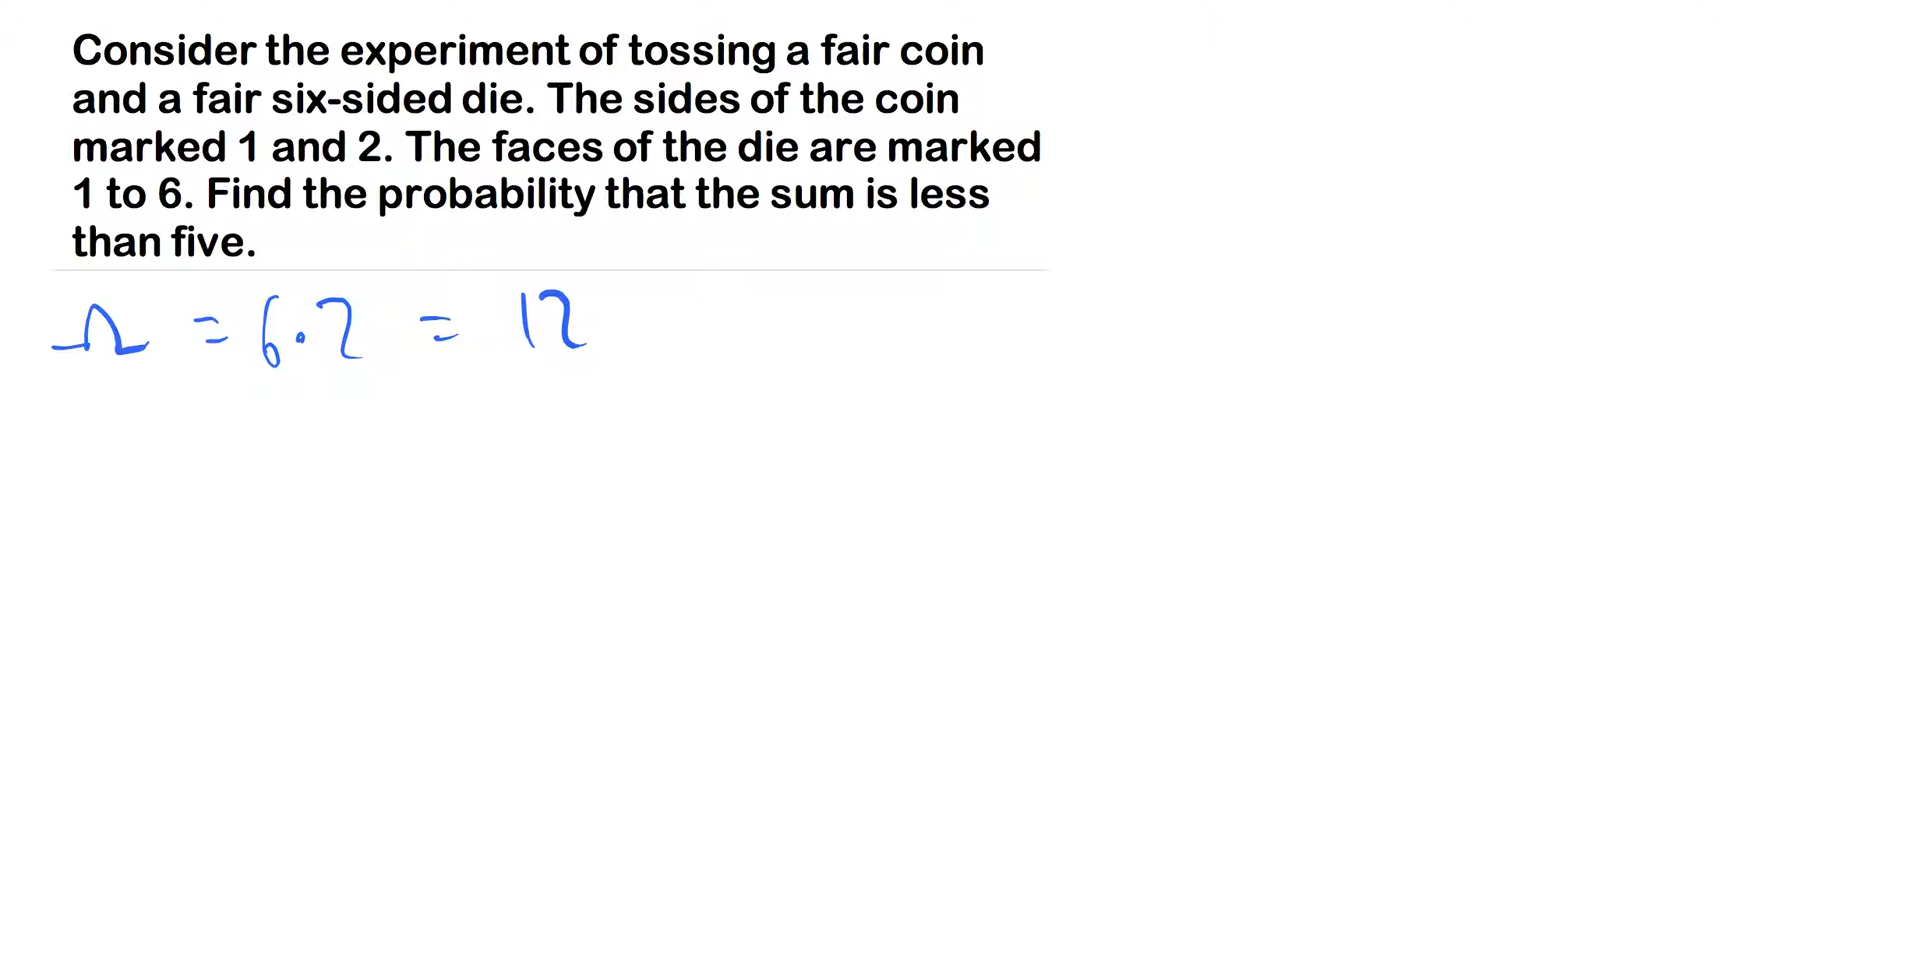 Consider the experiment of tossing a fair coin
and a fair six-sided die. The sides of the coin
marked 1 and 2. The faces of the die are marked
1 to 6. Find the probability that the sum is less
than five.
Ω = 6·2 = 12